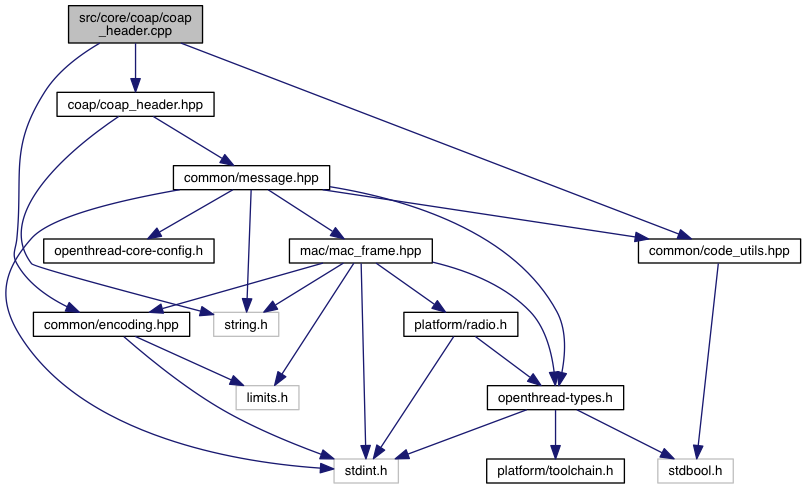 src/core/coap/coap
_header.cpp
coap/coap_header.hpp
common/message.hpp
openthread-core-config.h
mac/mac_frame.hpp
common/code_utils.hpp
common/encoding.hpp
string.h
platform/radio.h
limits.h
openthread-types.h
stdint.h
platform/toolchain.h
stdbool.h